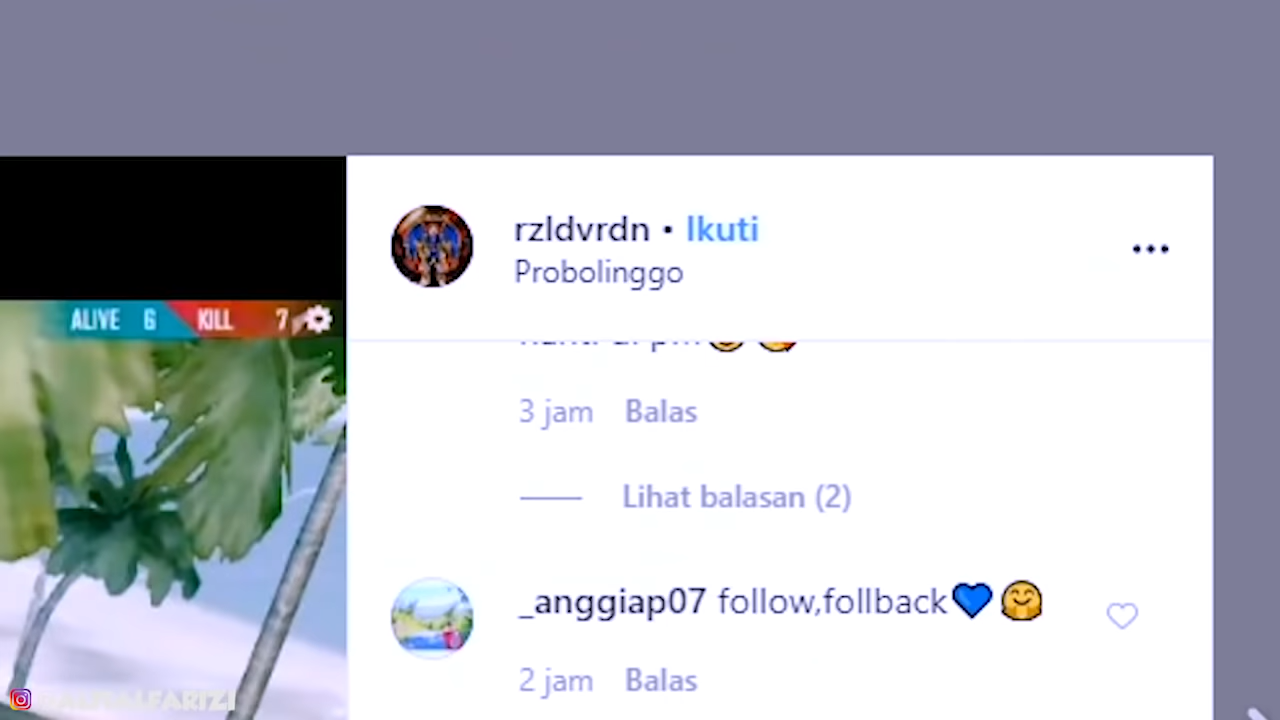 rzldvrdn • Ikuti
Probolinggo
ALIVE 6 KILL 7
3 jam Balas
Lihat balasan (2)
_anggiap07 follow,follback💙🤗
2 jam Balas